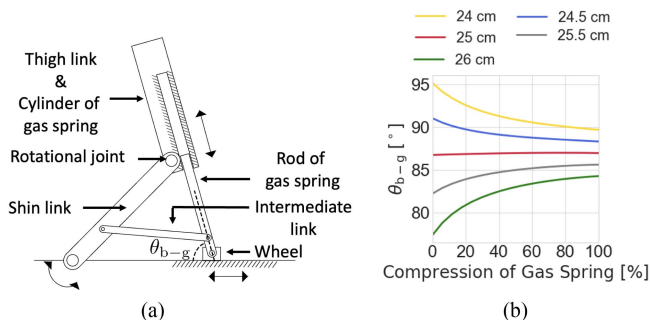 Thigh link
&
Cylinder of
gas spring
Rotational joint
Shin link
Rod of
gas spring
Intermediate
link
θb−g
Wheel
(a)
24 cm
24.5 cm
25 cm
25.5 cm
26 cm
95
90
85
80
θb−g [ ° ]
0 20 40 60 80 100
Compression of Gas Spring [%]
(b)